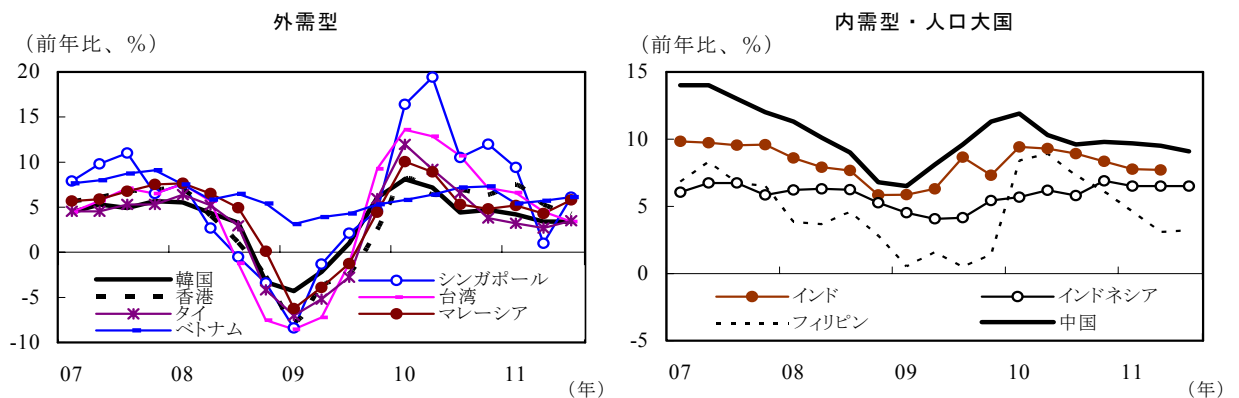 外需型
（前年比、%）
20
15
10
5
0
-5
-10
韓国
シンガポール
香港
台湾
タイ
マレーシア
ベトナム
07
08
09
10
11
（年）
内需型・人口大国
（前年比、%）
15
10
5
0
-5
インド
インドネシア
フィリピン
中国
07
08
09
10
11
（年）